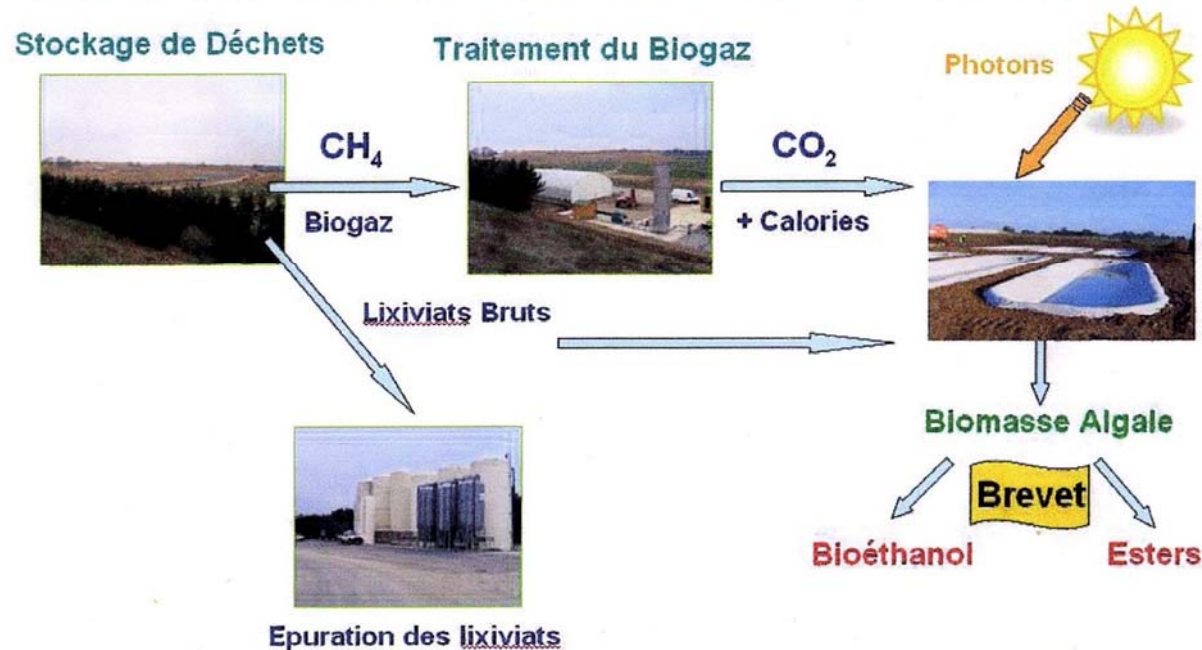 Stockage de Déchets
Traitement du Biogaz
Photons
CH₄
Biogaz
CO₂
+ Calories
Lixiviats Bruts
Biomasse Algale
Brevet
Bioéthanol
Esters
Epuration des lixiviats